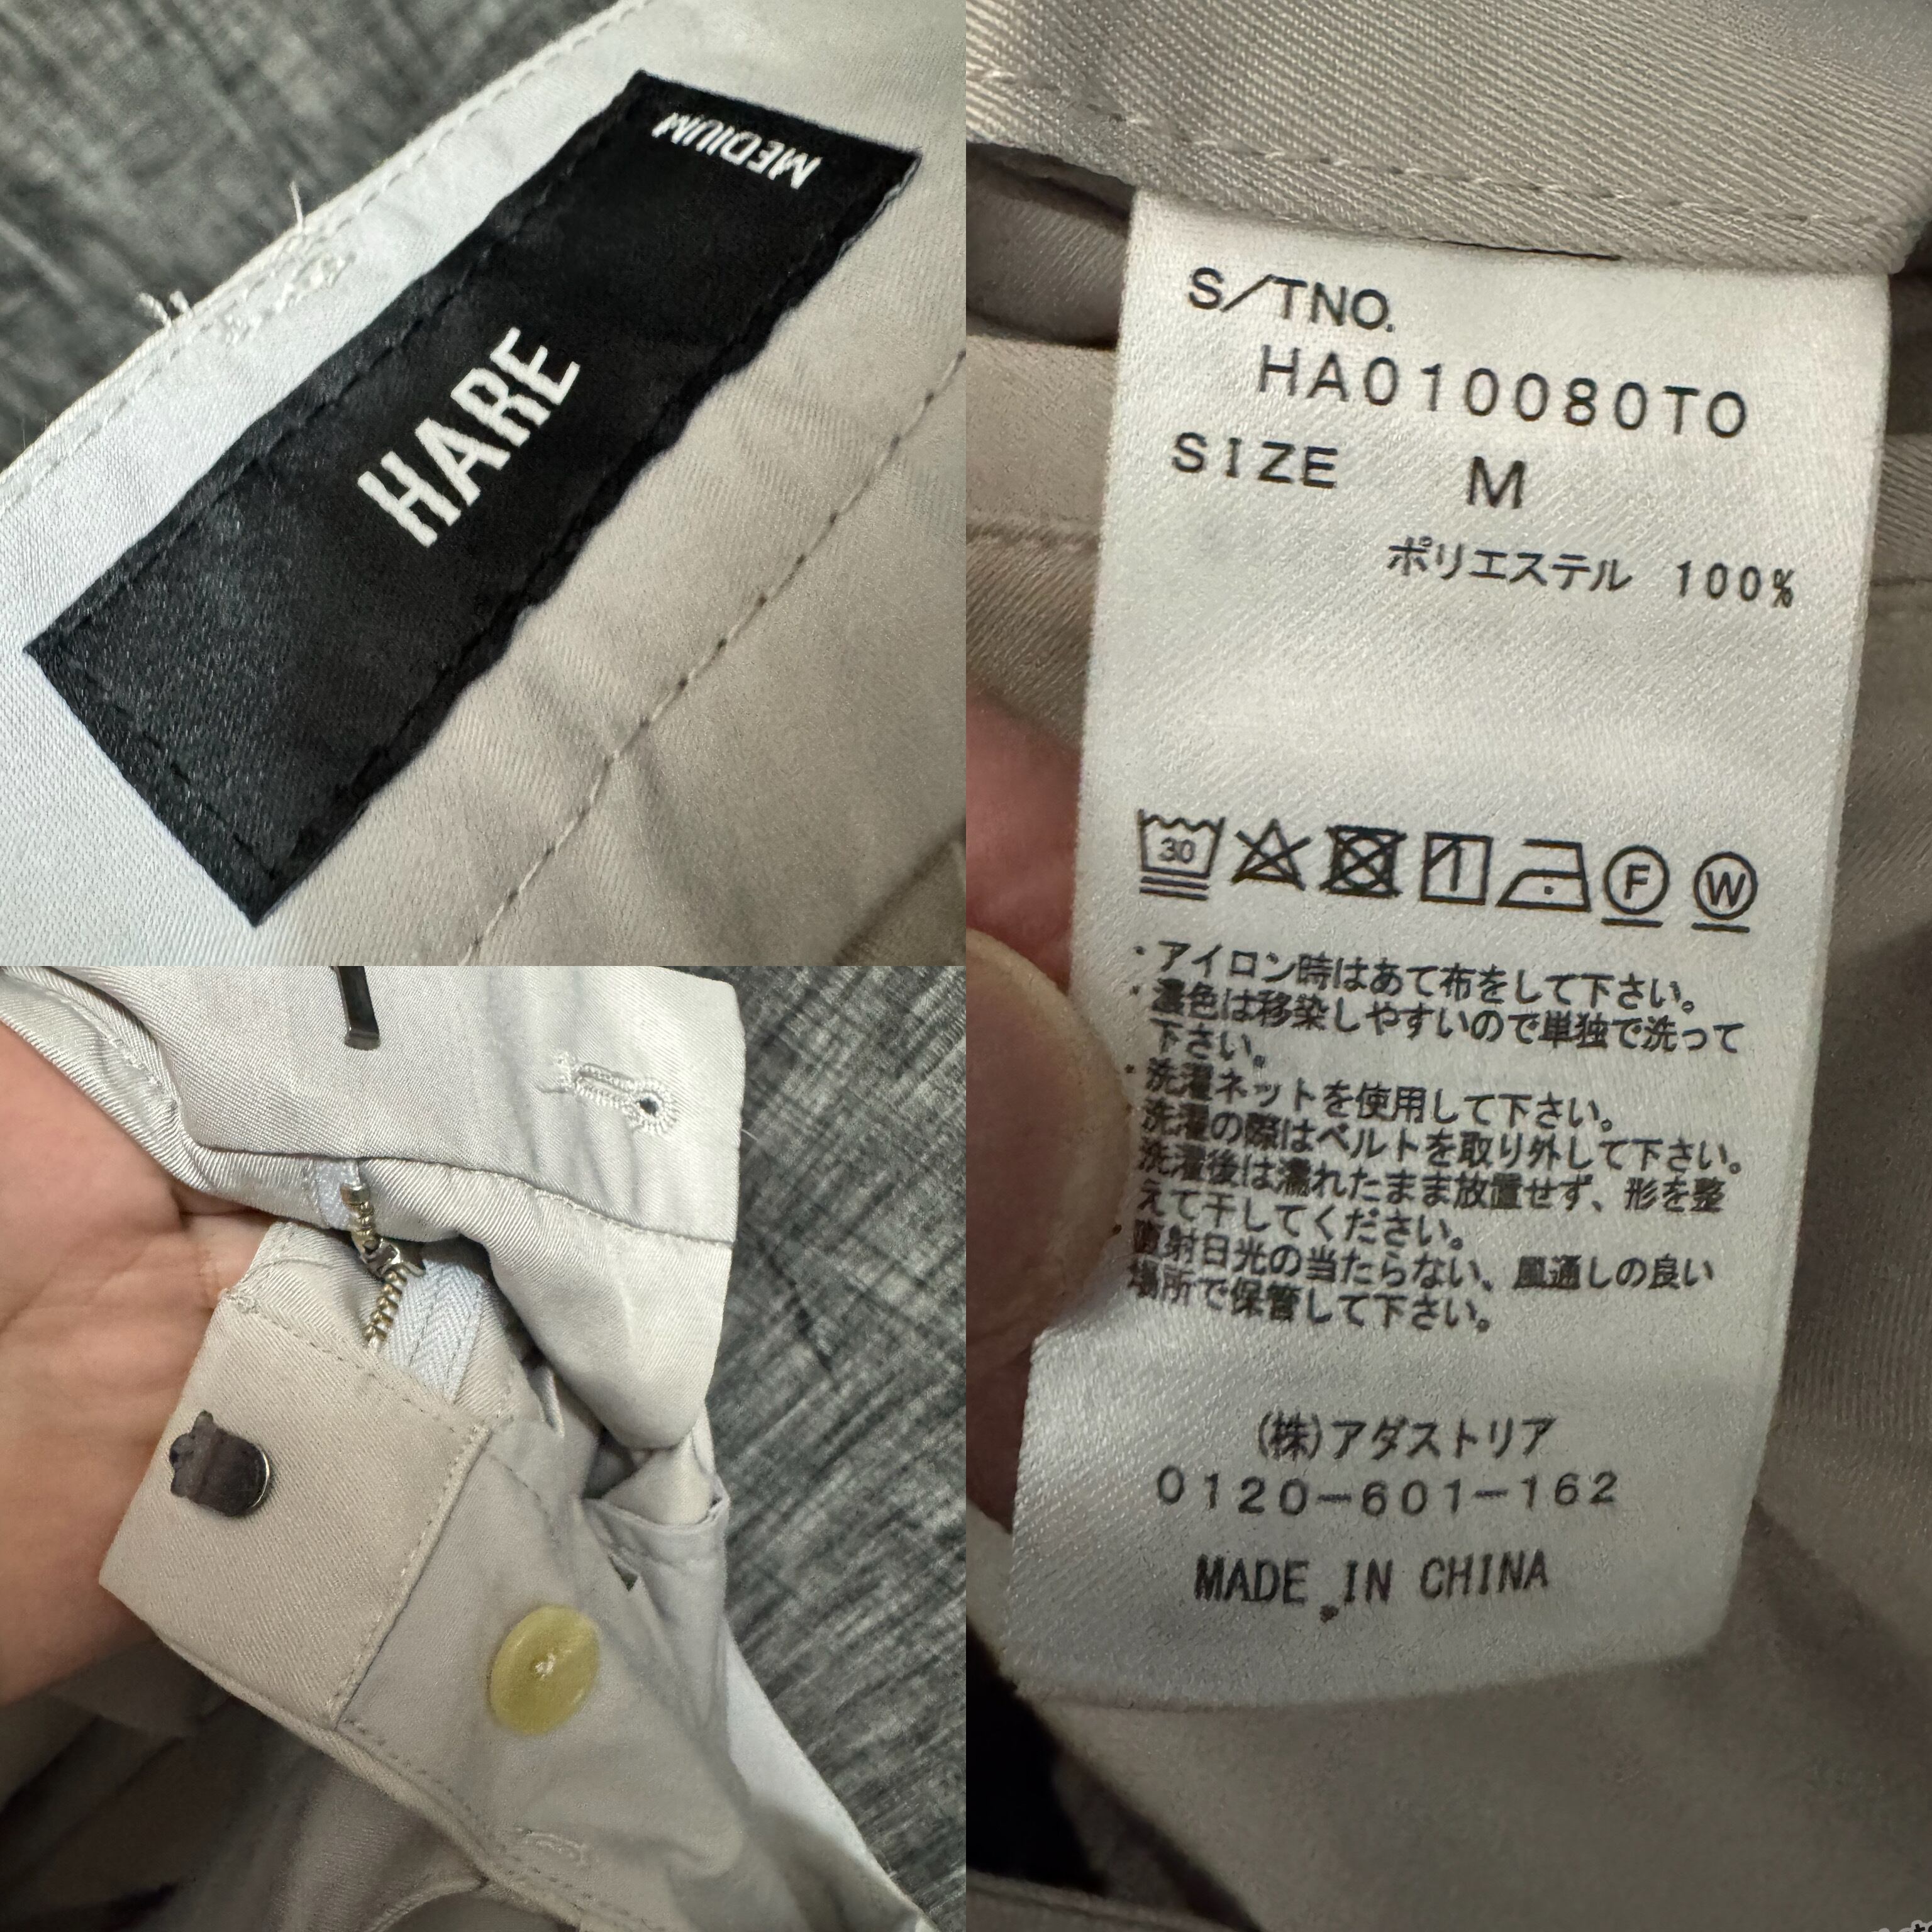 MEDIUM
HARE
S/TNO.
HA010080TO
SIZE M
ポリエステル 100%
30
F W
・アイロン時はあて布をして下さい。
・濃色は移染しやすいので単独で洗って
下さい。
・洗濯ネットを使用して下さい。
洗濯の際はベルトを取り外して下さい。
洗濯後は濡れたまま放置せず、形を整
えて干してください。
直射日光の当たらない、風通しの良い
場所で保管して下さい。
(株)アダストリア
0120-601-162
MADE IN CHINA